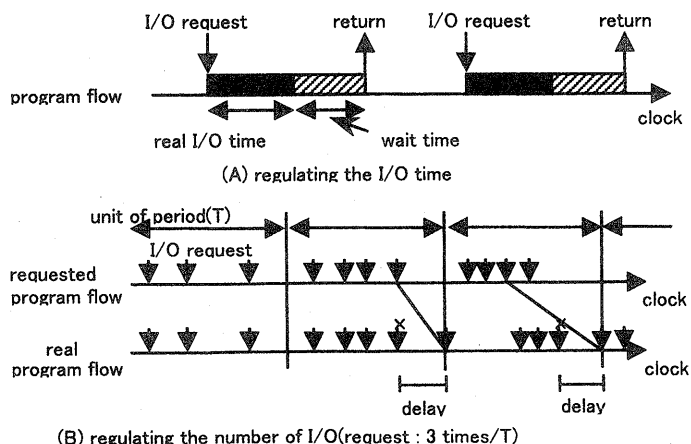 I/O request return I/O request return
program flow
clock
real I/O time wait time
(A) regulating the I/O time
unit of period(T)
I/O request
requested
program flow
clock
x x
real
program flow
clock
delay delay
(B) regulating the number of I/O(request : 3 times/T)